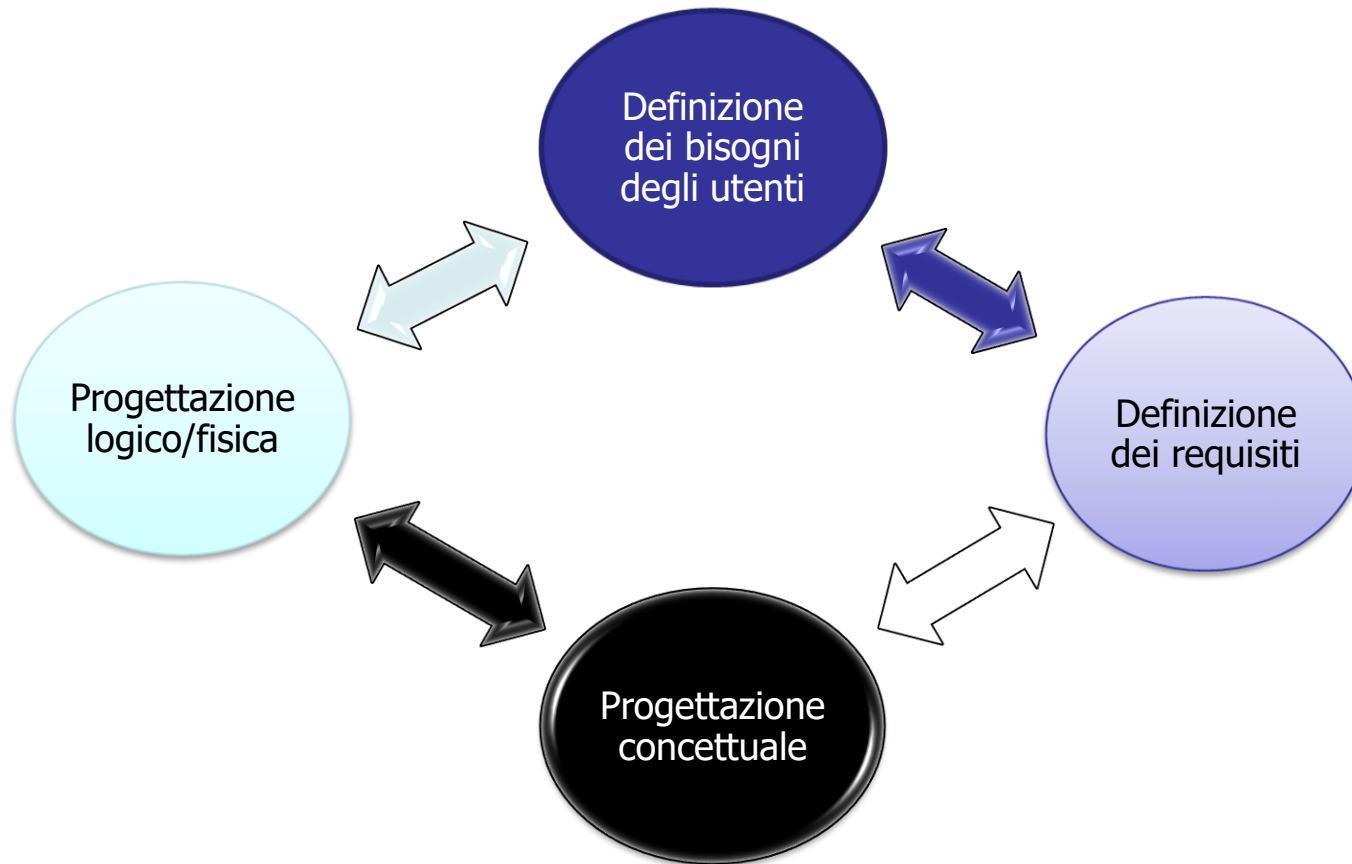 Definizione
dei bisogni
degli utenti
Definizione
dei requisiti
Progettazione
concettuale
Progettazione
logico/fisica